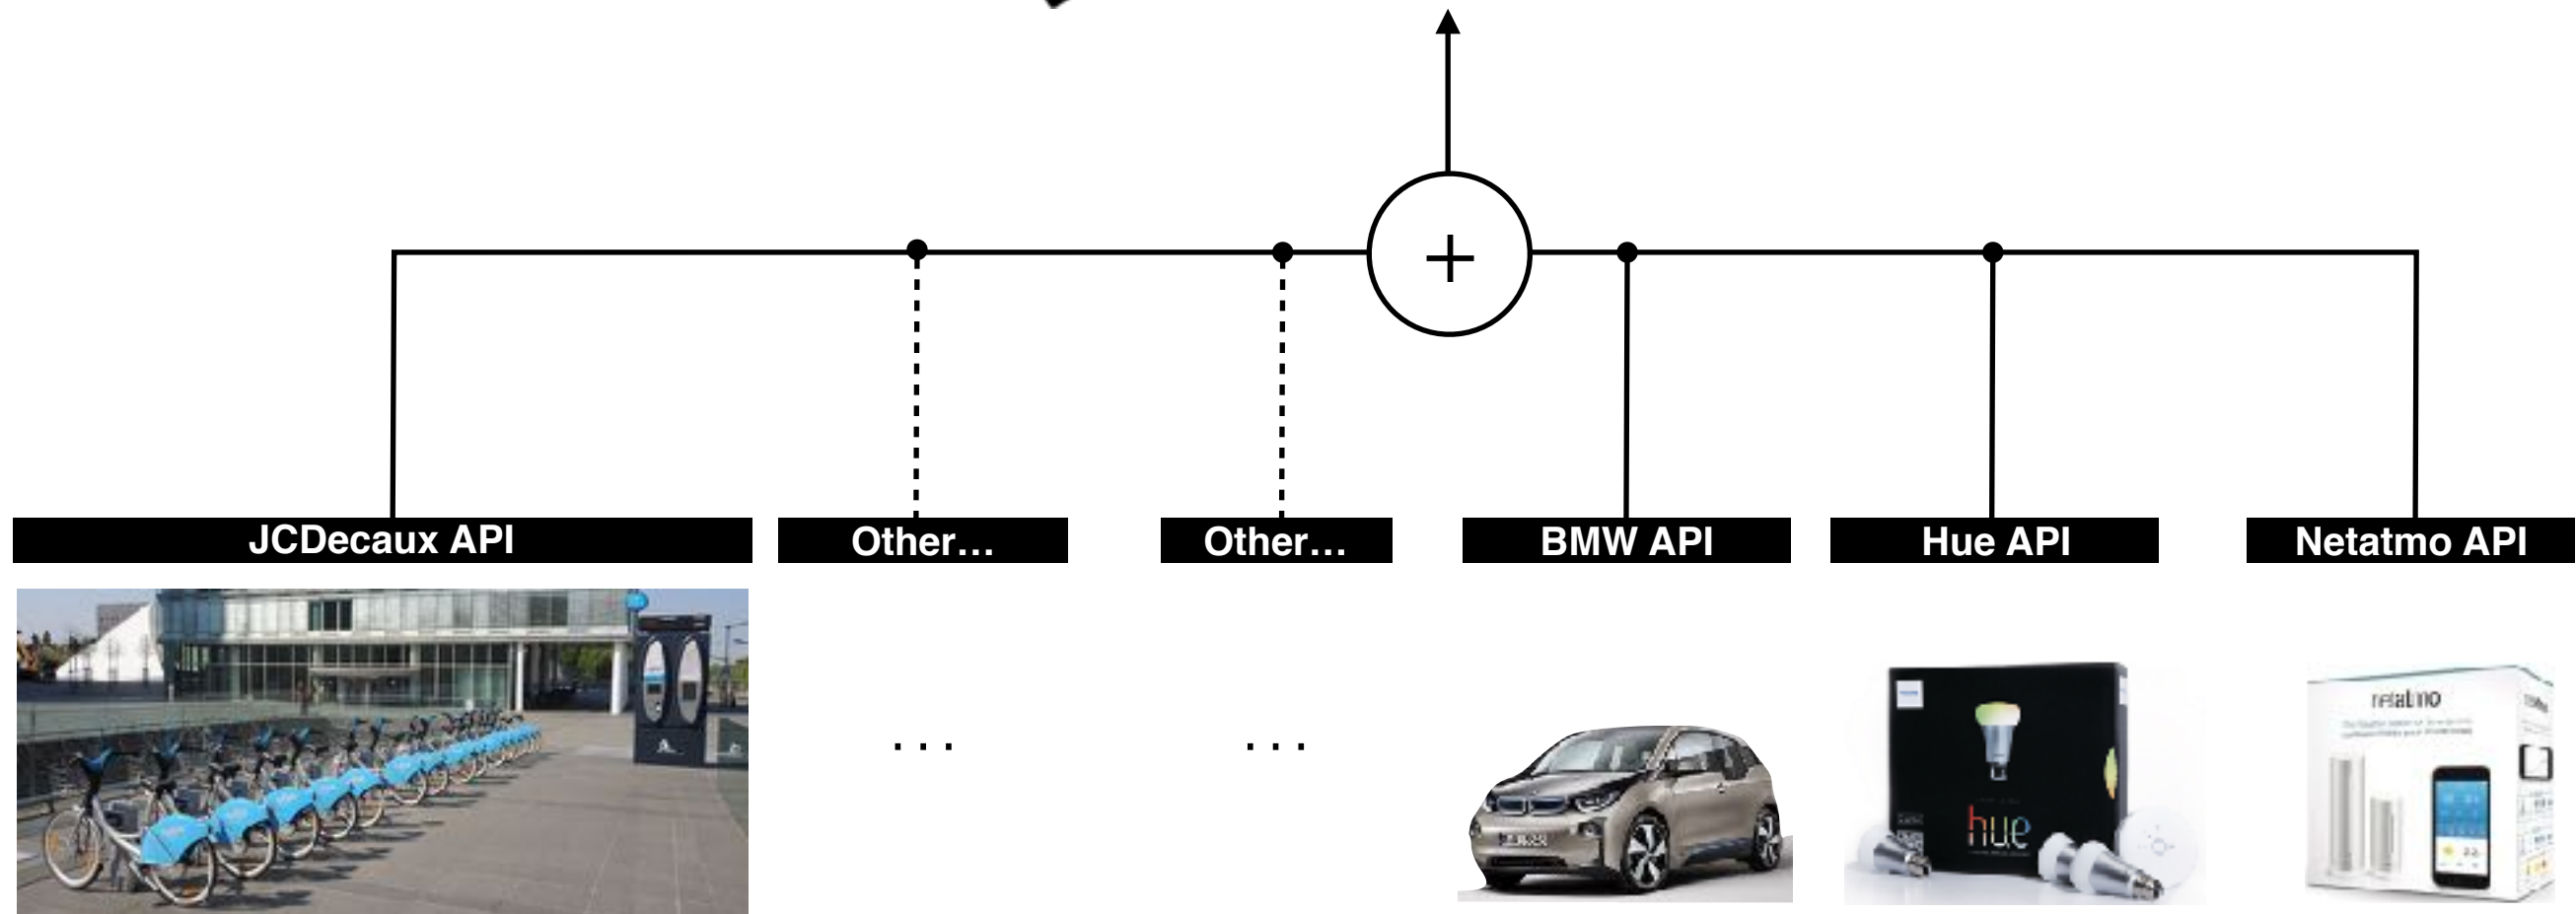 +
JCDecaux API
Other...
Other...
BMW API
Hue API
Netatmo API
...
...
hue
netatmo